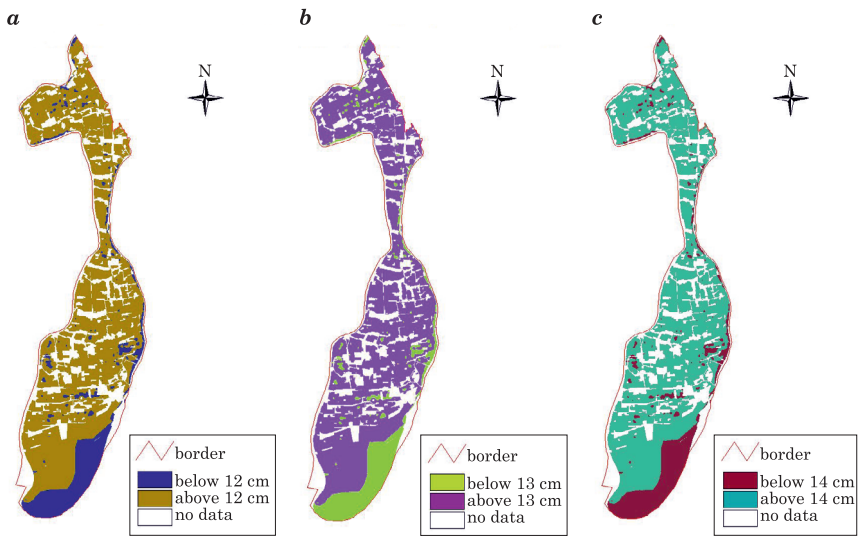 a
b
c
N
N
N
border
below 12 cm
above 12 cm
no data
border
below 13 cm
above 13 cm
no data
border
below 14 cm
above 14 cm
no data